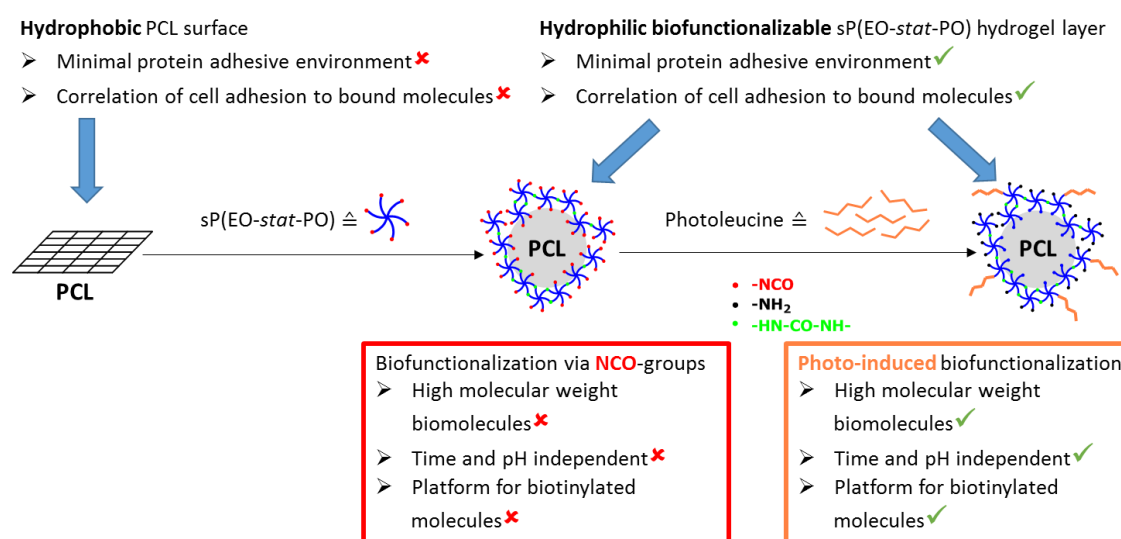 Hydrophobic PCL surface
➢ Minimal protein adhesive environment✘
➢ Correlation of cell adhesion to bound molecules✘
Hydrophilic biofunctionalizable sP(EO-stat-PO) hydrogel layer
➢ Minimal protein adhesive environment✓
➢ Correlation of cell adhesion to bound molecules✓
PCL
sP(EO-stat-PO) ≙
PCL
Photoleucine ≙
PCL
• -NCO
• -NH₂
• -HN-CO-NH-
Biofunctionalization via NCO-groups
➢ High molecular weight
biomolecules✘
➢ Time and pH independent✘
➢ Platform for biotinylated
molecules✘
Photo-induced biofunctionalization
➢ High molecular weight
biomolecules✓
➢ Time and pH independent✓
➢ Platform for biotinylated
molecules✓